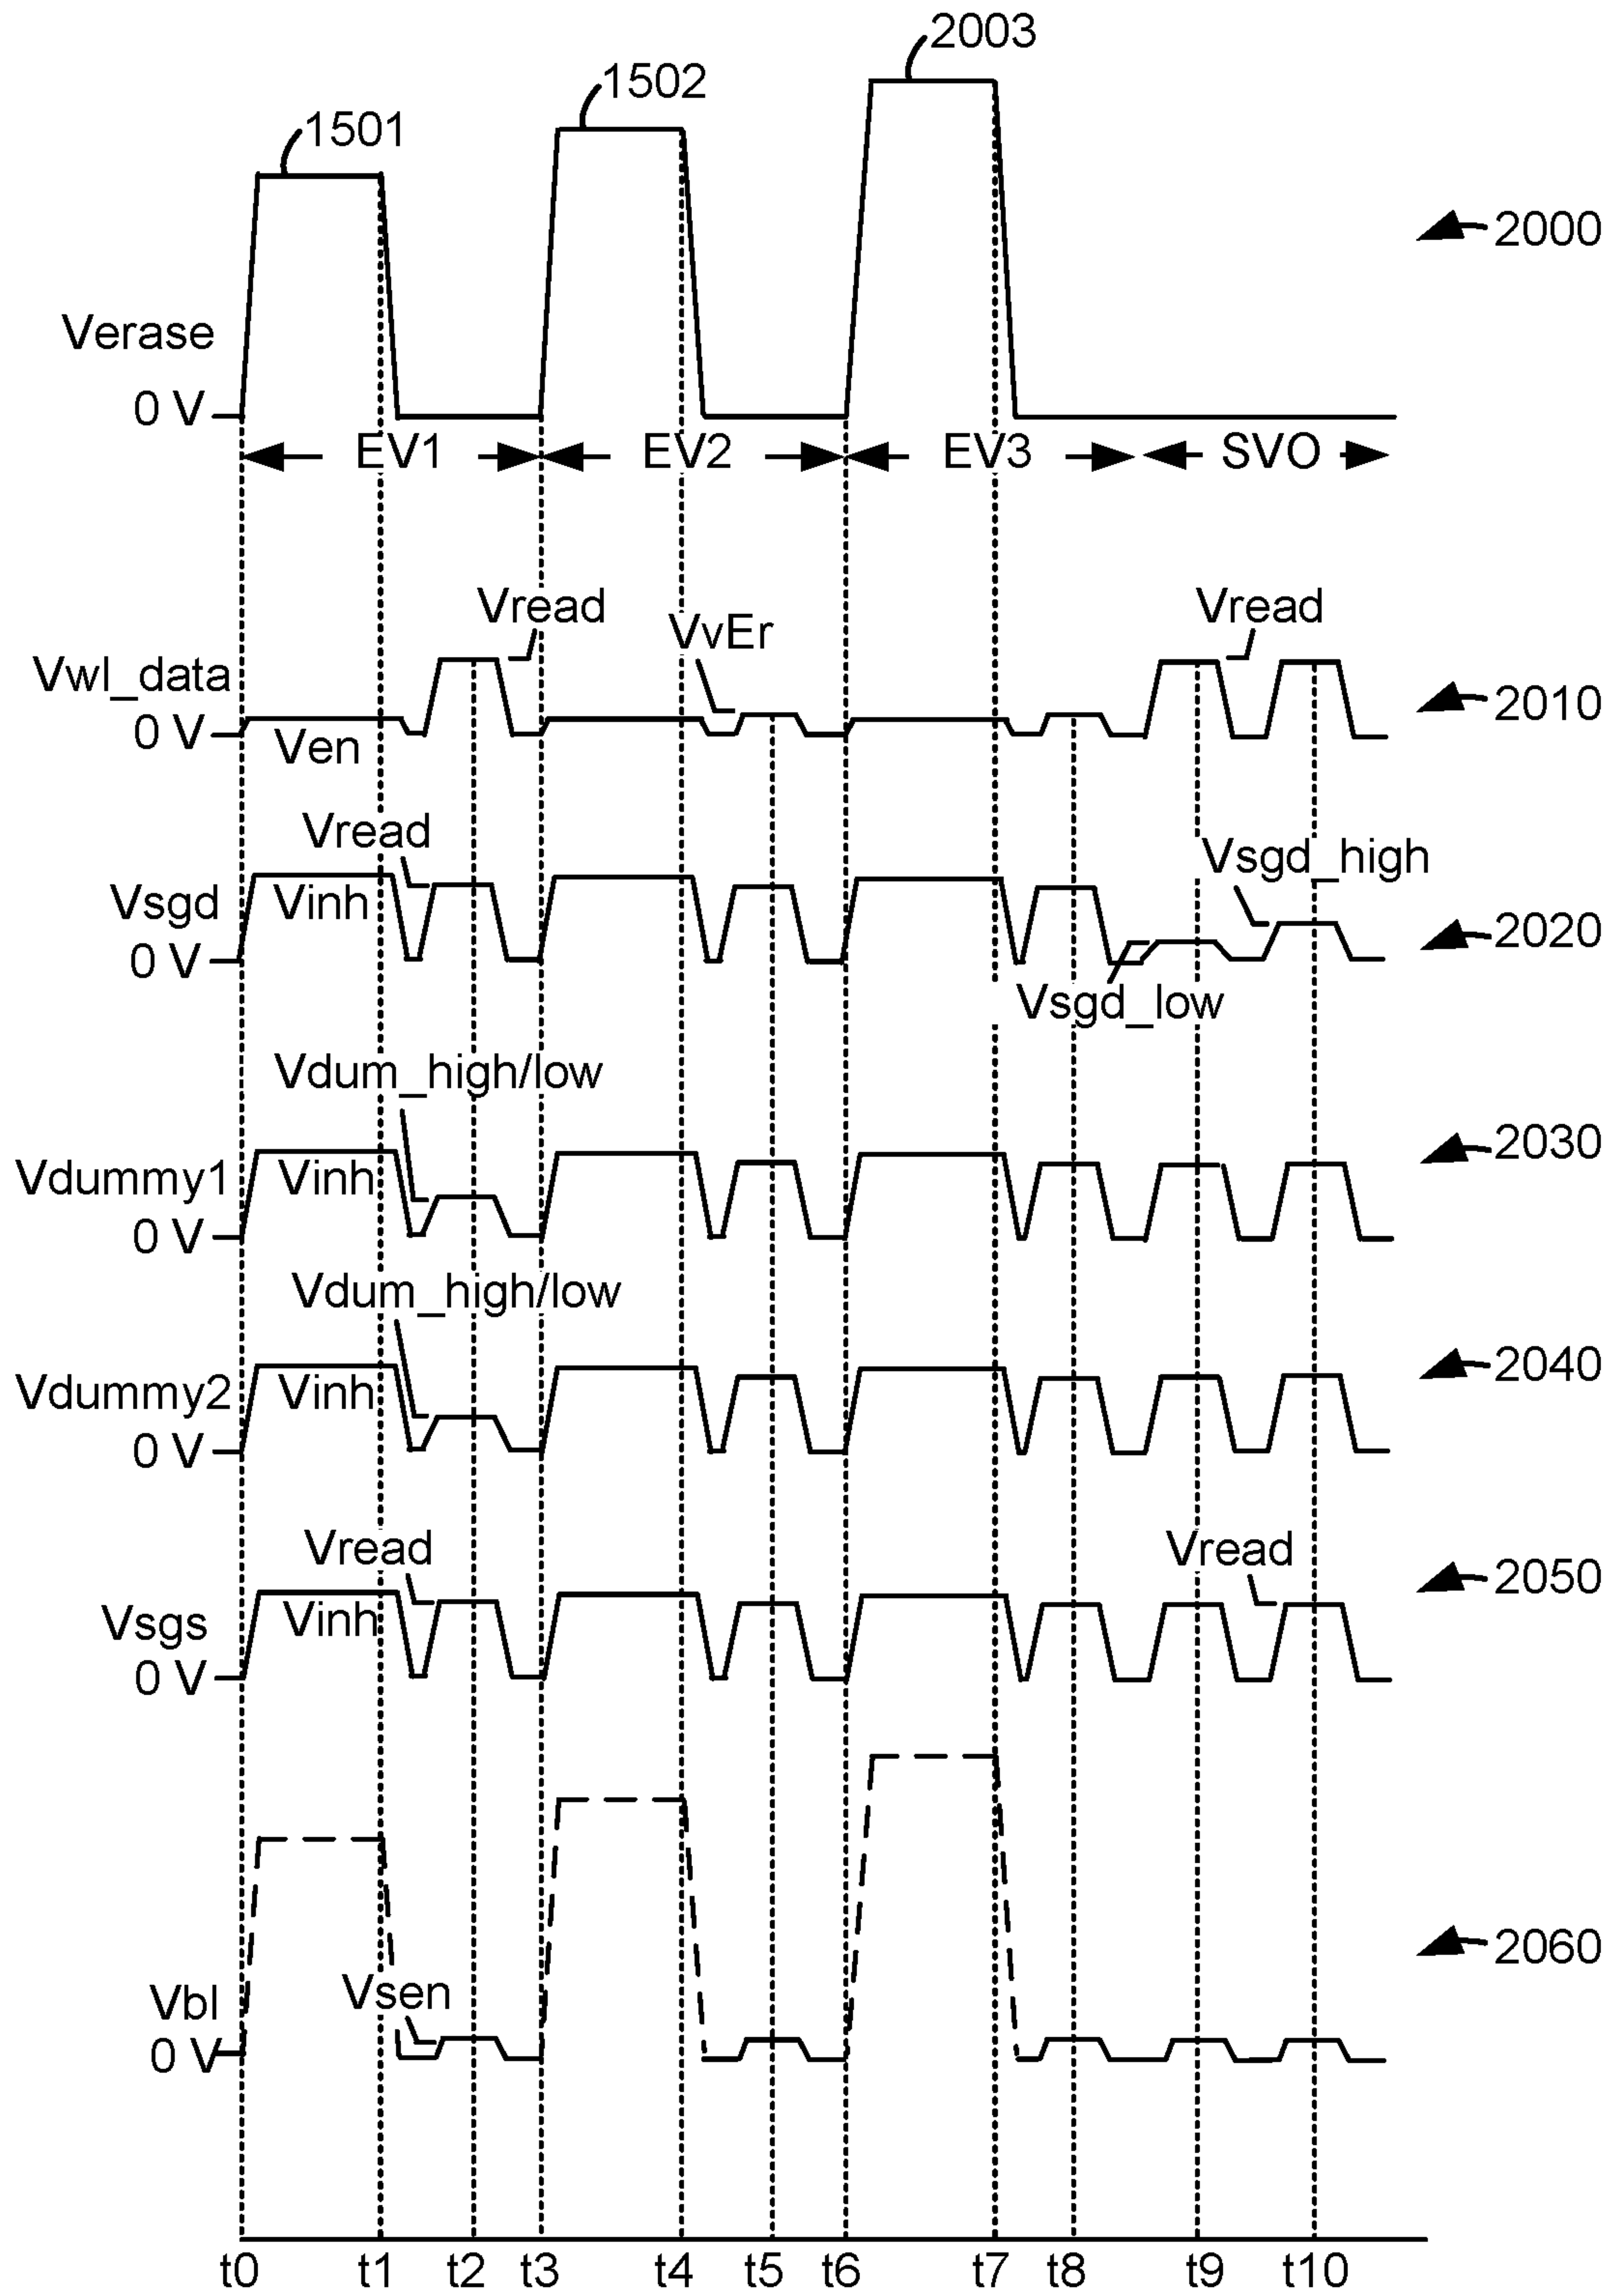 2003
1502
1501
2000
Verase
0 V
EV1 EV2 EV3 SVO
Vread Vread
VvEr
Vwl_data
2010
0 V
Ven
Vread
Vsgd_high
Vsgd Vinh
2020
0 V
Vsgd_low
Vdum_high/low
2030
Vdummy1 Vinh
0 V
Vdum_high/low
2040
Vdummy2 Vinh
0 V
Vread Vread
2050
Vsgs Vinh
0 V
2060
Vsen
Vbl
0 V
t0 t1 t2 t3 t4 t5 t6 t7 t8 t9 t10